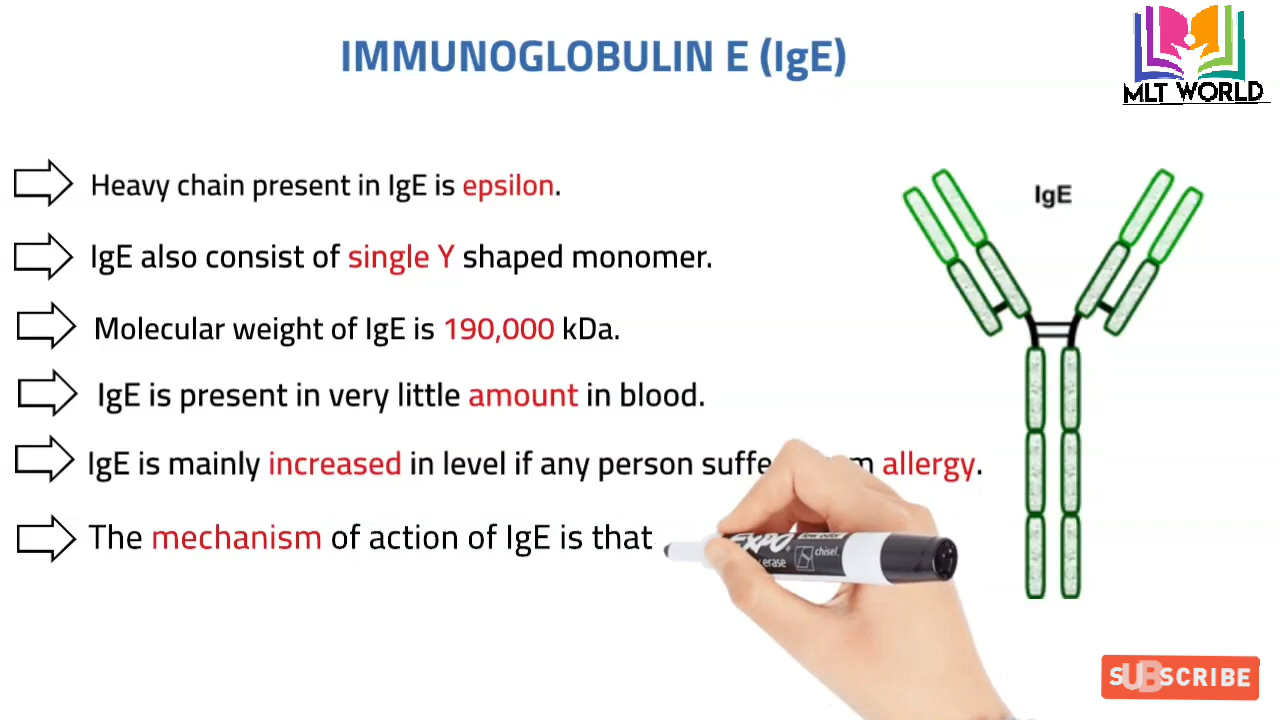 IMMUNOGLOBULIN E (IgE)
MLT WORLD
Heavy chain present in IgE is epsilon.
IgE
IgE also consist of single Y shaped monomer.
Molecular weight of IgE is 190,000 kDa.
IgE is present in very little amount in blood.
IgE is mainly increased in level if any person allergy.
The mechanism of action of IgE is that
EXPO
chisel
SUBSCRIBE